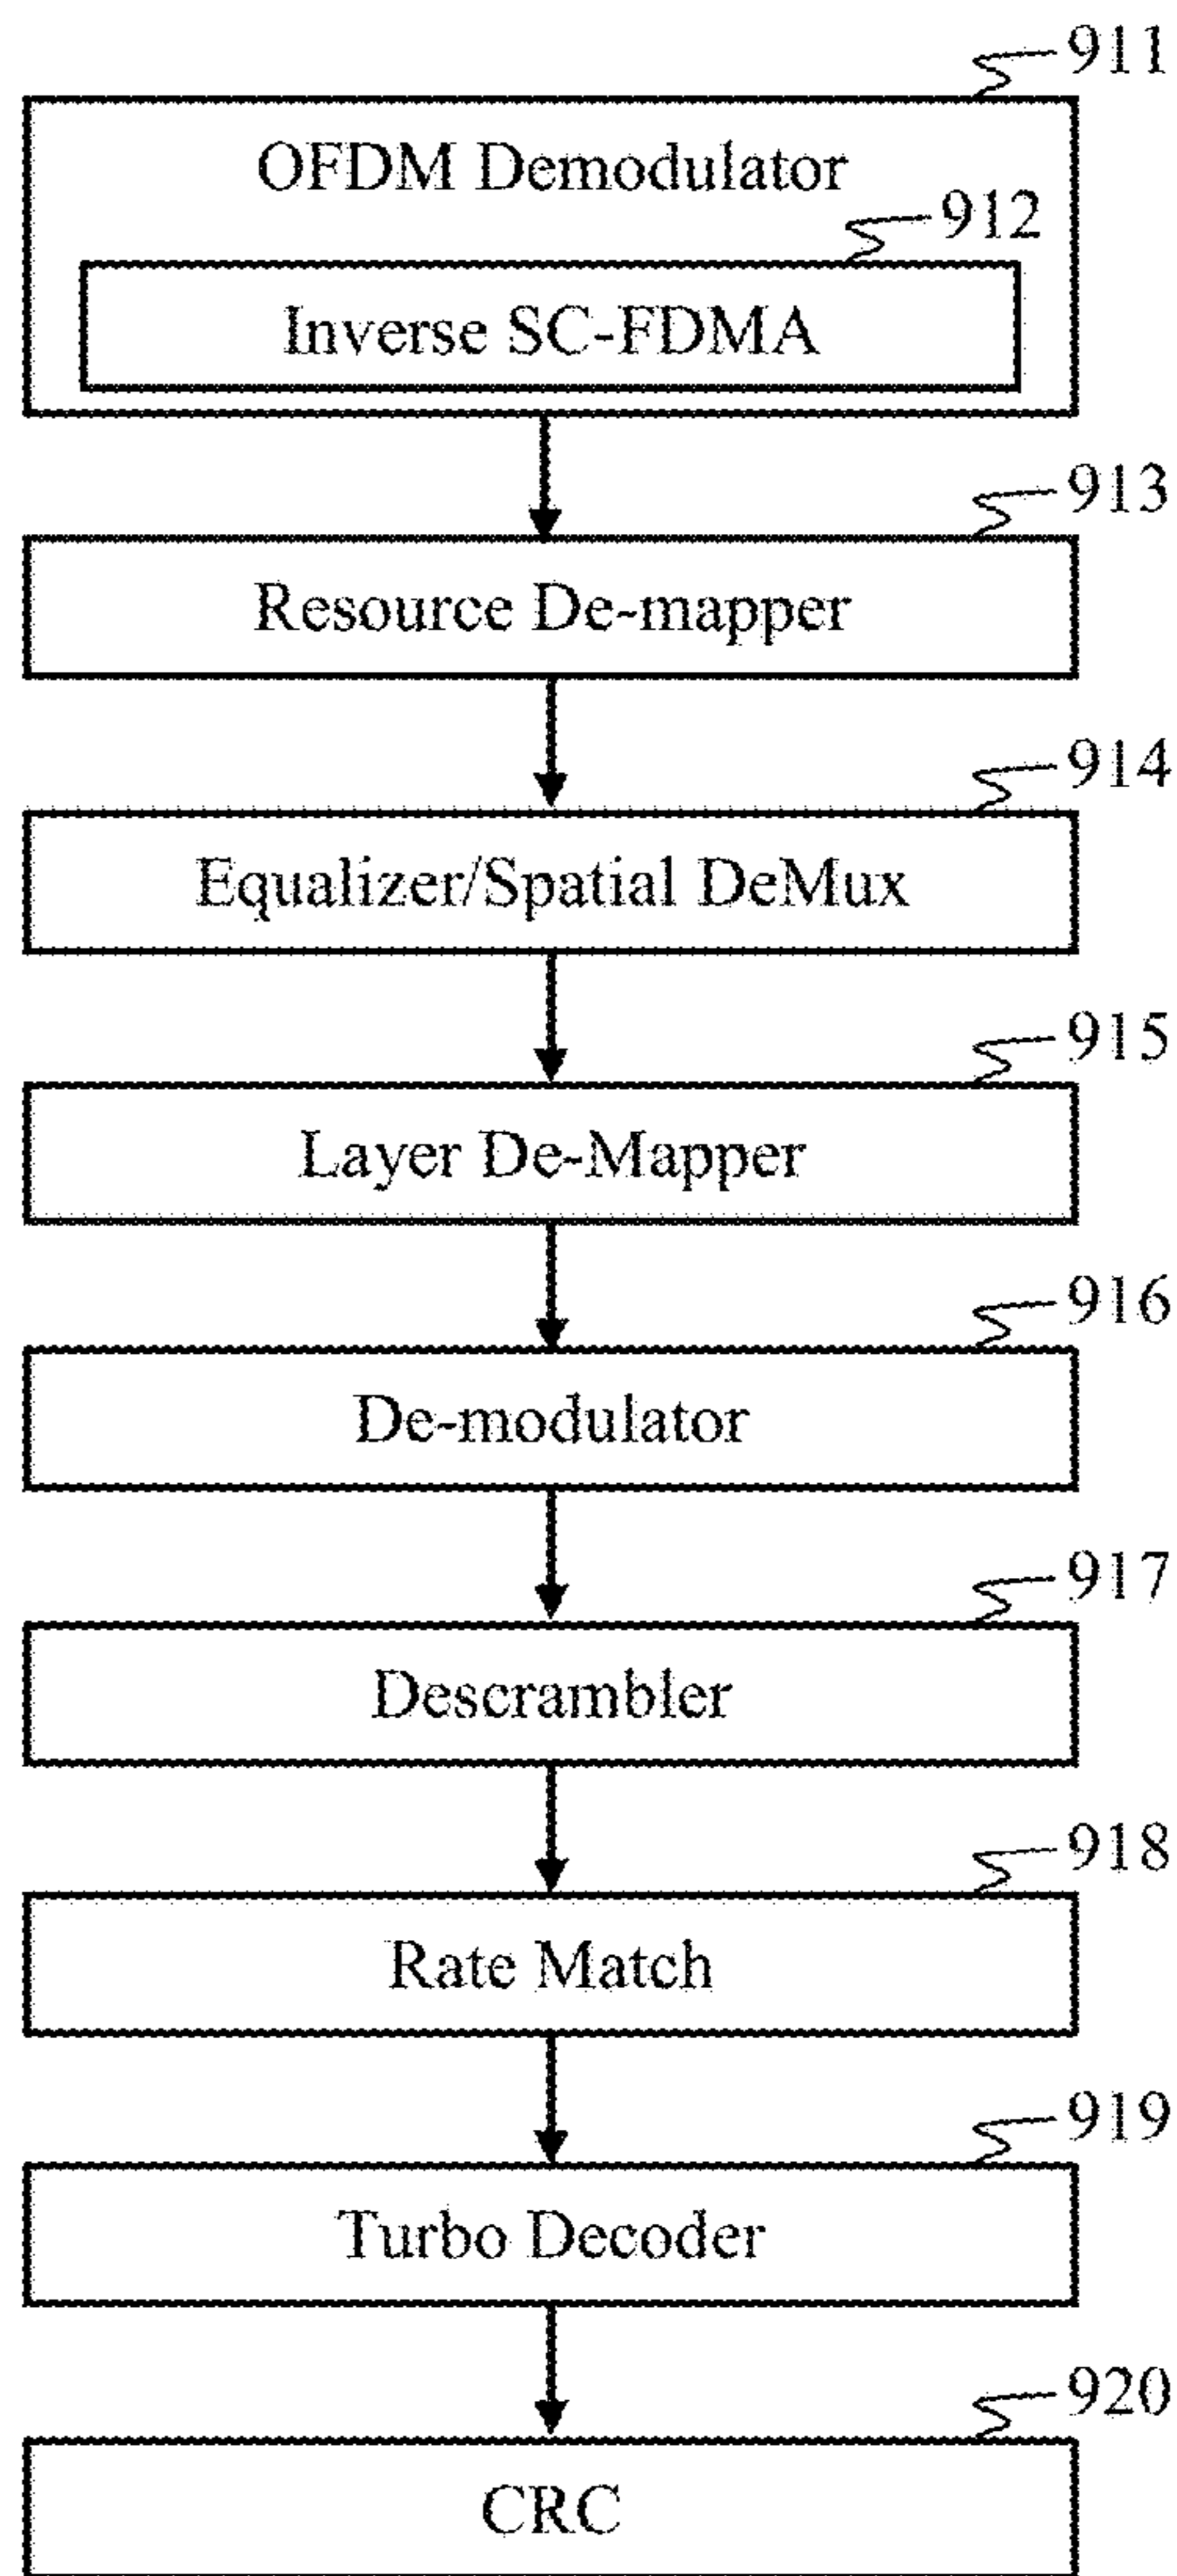 911
OFDM Demodulator
912
Inverse SC-FDMA
913
Resource De-mapper
914
Equalizer/Spatial DeMux
915
Layer De-Mapper
916
De-modulator
917
Descrambler
918
Rate Match
919
Turbo Decoder
920
CRC